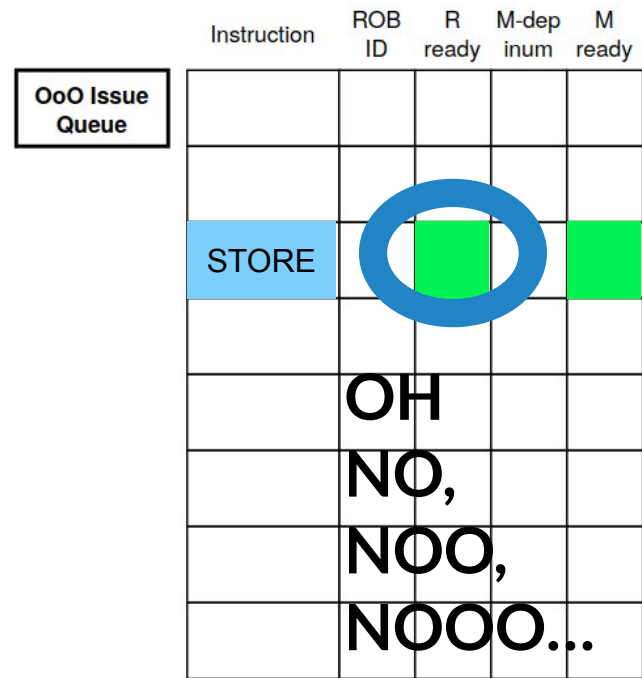 Instruction ROB ID R ready M-dep inum M ready
OoO Issue
Queue
STORE
OH
NO,
NOO,
NOOO...